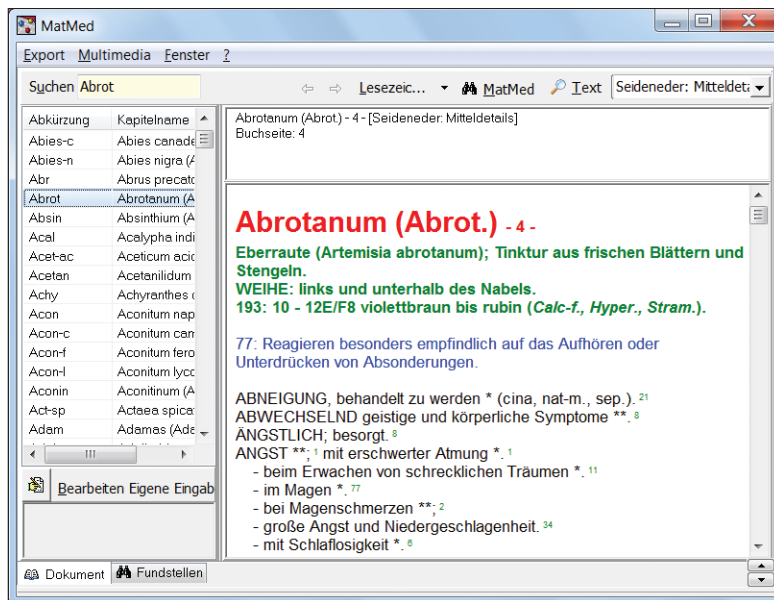 MatMed
Export Multimedia Fenster ?
Suchen Abrot Lesezeic... MatMed Text Seideneder: Mitteldeta
Abkürzung Kapitelname
Abies-c Abies canade
Abies-n Abies nigra (A
Abr Abrus precato
Abrot Abrotanum (A
Absin Absinthium (A
Acal Acalypha indi
Acet-ac Aceticum acid
Acetan Acetanilidum
Achy Achyranthes c
Acon Aconitum nap
Acon-c Aconitum cam
Acon-f Aconitum fero
Acon-l Aconitum lyco
Aconin Aconitinum (A
Act-sp Actaea spica
Adam Adamas (Ada
Bearbeiten Eigene Eingab
Abrotanum (Abrot.) - 4 - [Seideneder: Mitteldetails]
Buchseite: 4
Abrotanum (Abrot.) - 4 -
Eberraute (Artemisia abrotanum); Tinktur aus frischen Blättern und
Stengeln.
WEIHE: links und unterhalb des Nabels.
193: 10 - 12E/F8 violettbraun bis rubin (Calc-f., Hyper., Stram.).
77: Reagieren besonders empfindlich auf das Aufhören oder
Unterdrücken von Absonderungen.
ABNEIGUNG, behandelt zu werden * (cina, nat-m., sep.). 21
ABWECHSELND geistige und körperliche Symptome **. 8
ÄNGSTLICH; besorgt. 8
ANGST **; 1 mit erschwerter Atmung *. 1
- beim Erwachen von schrecklichen Träumen *. 11
- im Magen *. 77
- bei Magenschmerzen **; 2
- große Angst und Niedergeschlagenheit. 34
- mit Schlaflosigkeit *. 6
Dokument Fundstellen